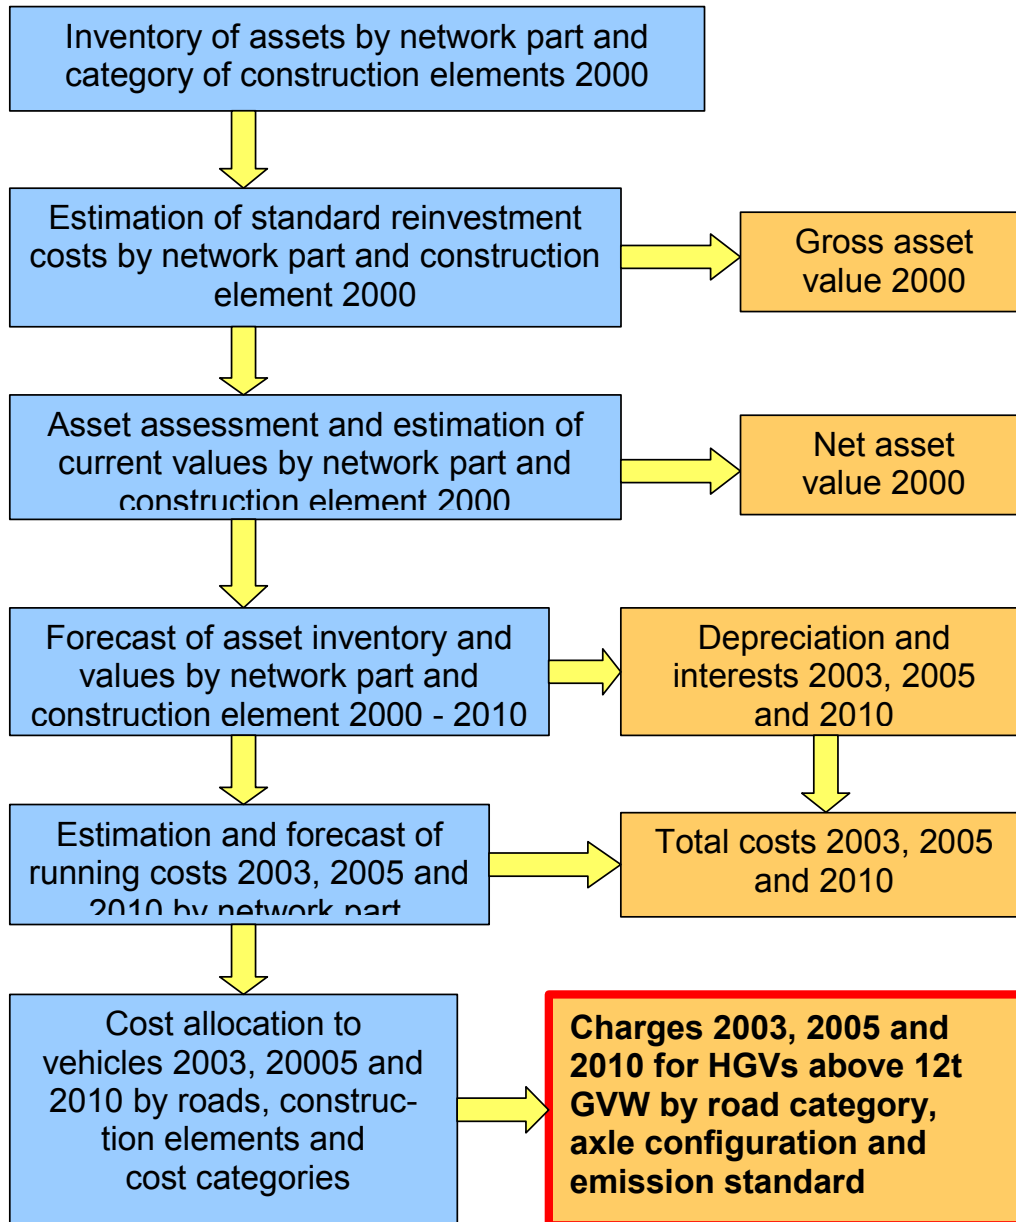 Inventory of assets by network part and
category of construction elements 2000
Estimation of standard reinvestment
costs by network part and construction
element 2000
Gross asset
value 2000
Asset assessment and estimation of
current values by network part and
construction element 2000
Net asset
value 2000
Forecast of asset inventory and
values by network part and
construction element 2000 - 2010
Depreciation and
interests 2003, 2005
and 2010
Estimation and forecast of
running costs 2003, 2005 and
2010 by network part
Total costs 2003, 2005
and 2010
Cost allocation to
vehicles 2003, 20005 and
2010 by roads, construc-
tion elements and
cost categories
Charges 2003, 2005 and
2010 for HGVs above 12t
GVW by road category,
axle configuration and
emission standard